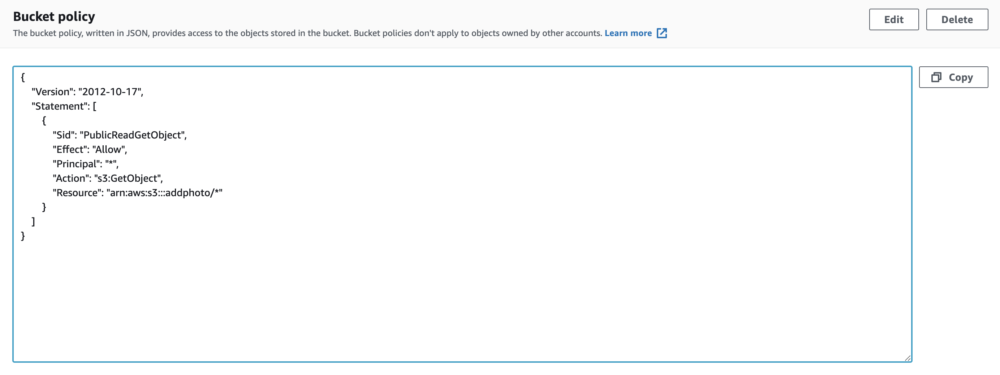 Bucket policy
Edit
Delete
The bucket policy, written in JSON, provides access to the objects stored in the bucket. Bucket policies don't apply to objects owned by other accounts. Learn more
Copy
{
    "Version": "2012-10-17",
    "Statement": [
        {
            "Sid": "PublicReadGetObject",
            "Effect": "Allow",
            "Principal": "*",
            "Action": "s3:GetObject",
            "Resource": "arn:aws:s3:::addphoto/*"
        }
    ]
}